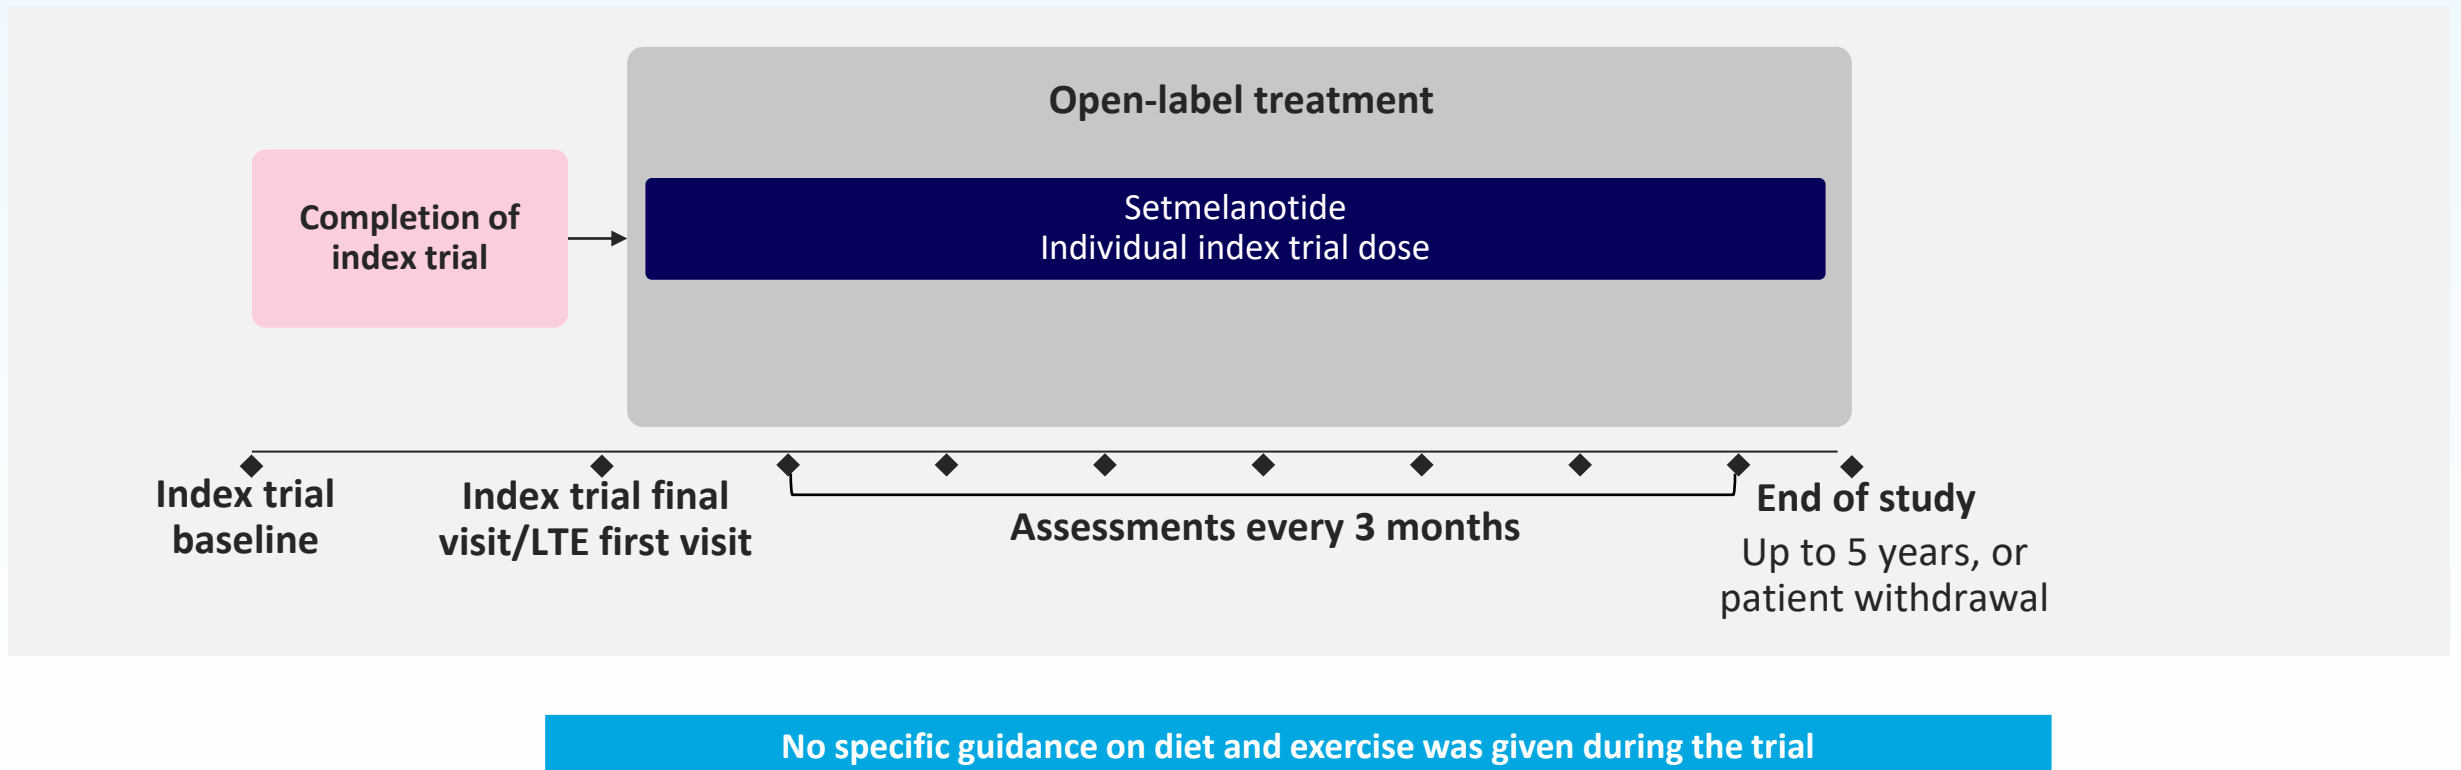 Open-label treatment
Completion of
index trial
Setmelanotide
Individual index trial dose
Index trial
baseline
Index trial final
visit/LTE first visit
Assessments every 3 months
End of study
Up to 5 years, or
patient withdrawal
No specific guidance on diet and exercise was given during the trial